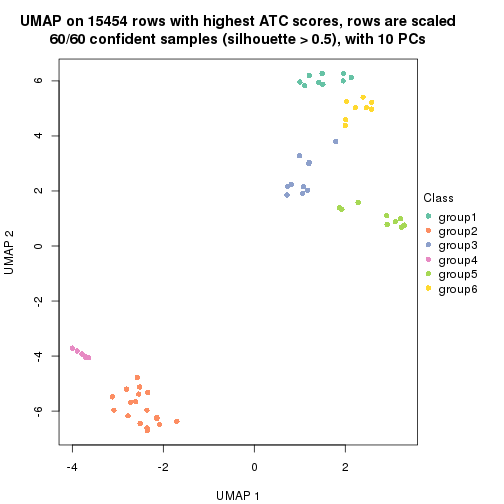 UMAP on 15454 rows with highest ATC scores, rows are scaled
60/60 confident samples (silhouette > 0.5), with 10 PCs
6
4
2
0
-2
-4
-6
UMAP 2
-4
-2
0
2
UMAP 1
Class
group1
group2
group3
group4
group5
group6